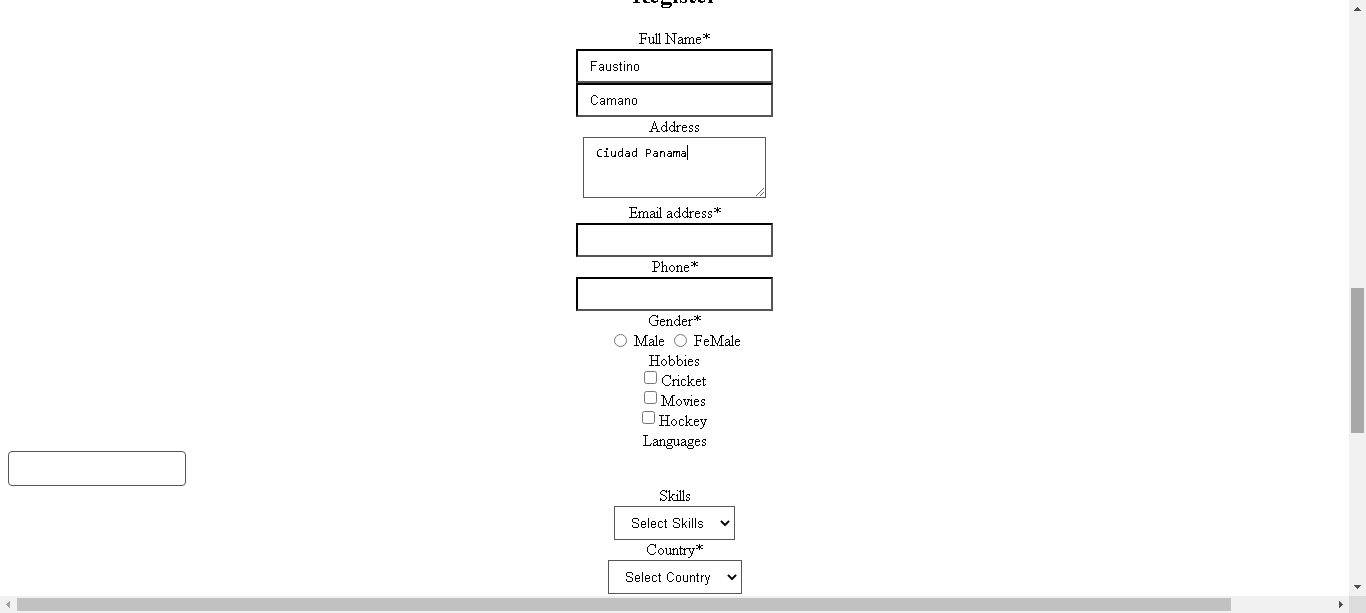 Register
Full Name*
Faustino
Camano
Address
Ciudad Panama
Email address*
Phone*
Gender*
Male FeMale
Hobbies
Cricket
Movies
Hockey
Languages
Skills
Select Skills
Country*
Select Country